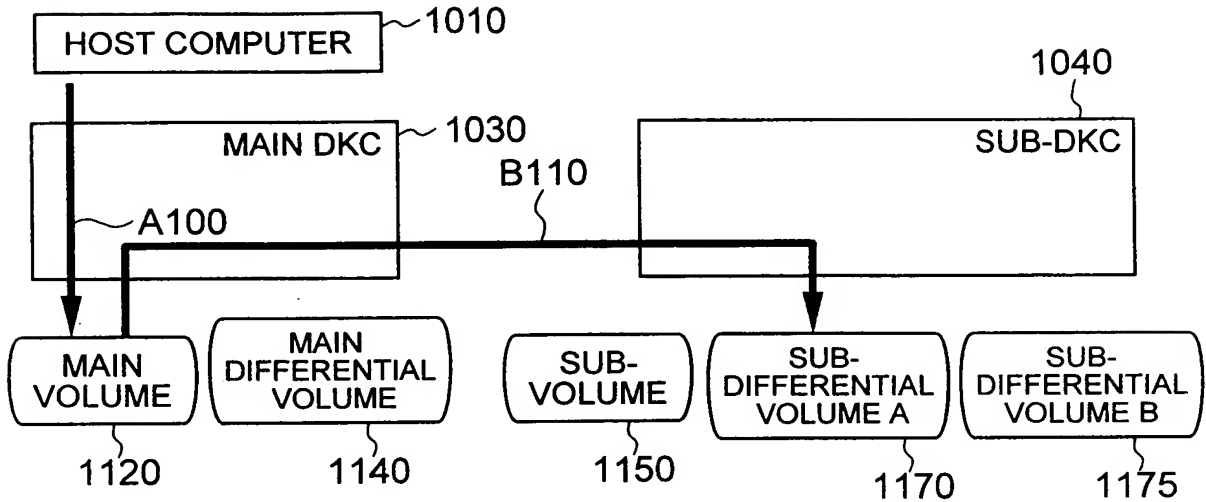 HOST COMPUTER
1010
MAIN DKC
1030
SUB-DKC
1040
A100
B110
MAIN
VOLUME
1120
MAIN
DIFFERENTIAL
VOLUME
1140
SUB-
VOLUME
1150
SUB-
DIFFERENTIAL
VOLUME A
1170
SUB-
DIFFERENTIAL
VOLUME B
1175